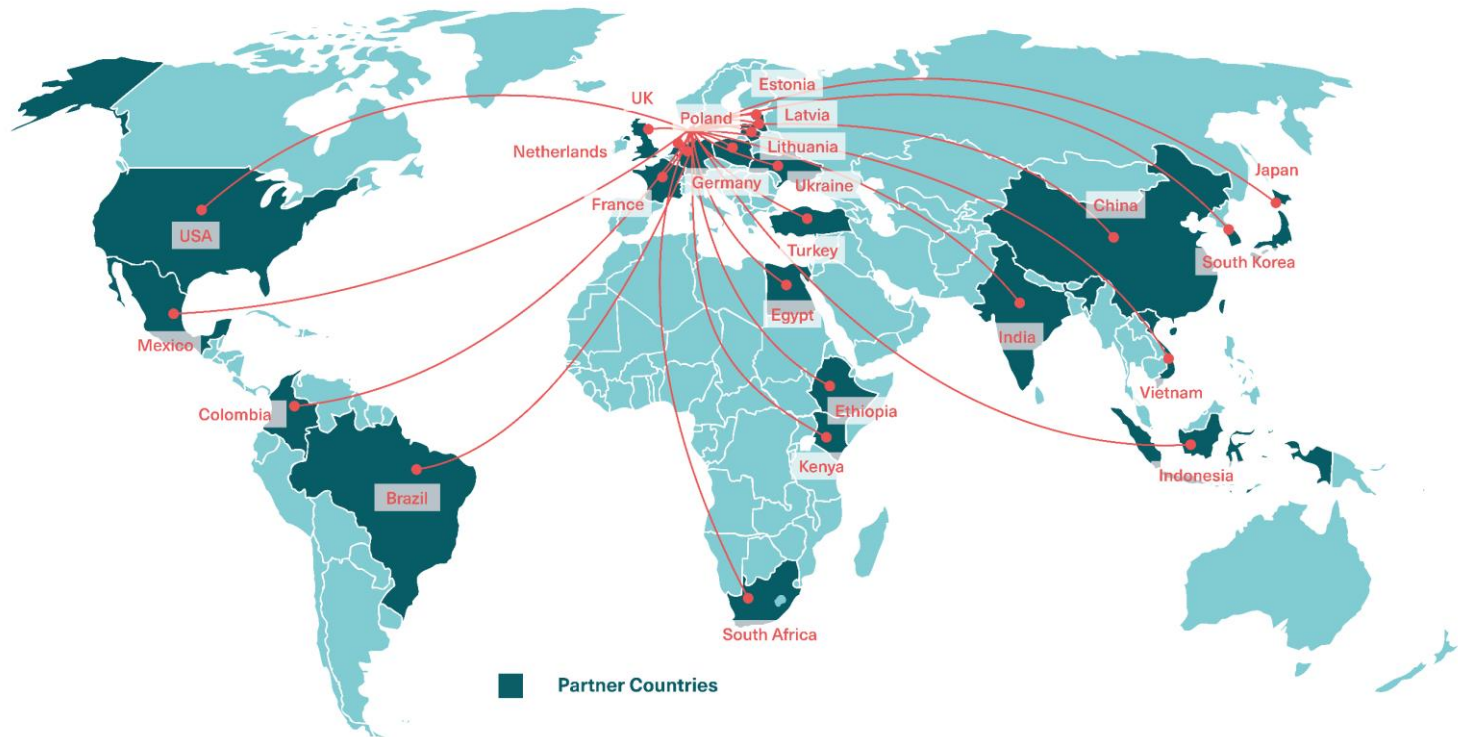 Estonia
UK
Poland
Latvia
Netherlands
Lithuania
Japan
Germany
Ukraine
France
China
USA
Turkey
South Korea
Egypt
India
Mexico
Vietnam
Colombia
Ethiopia
Kenya
Indonesia
Brazil
South Africa
Partner Countries